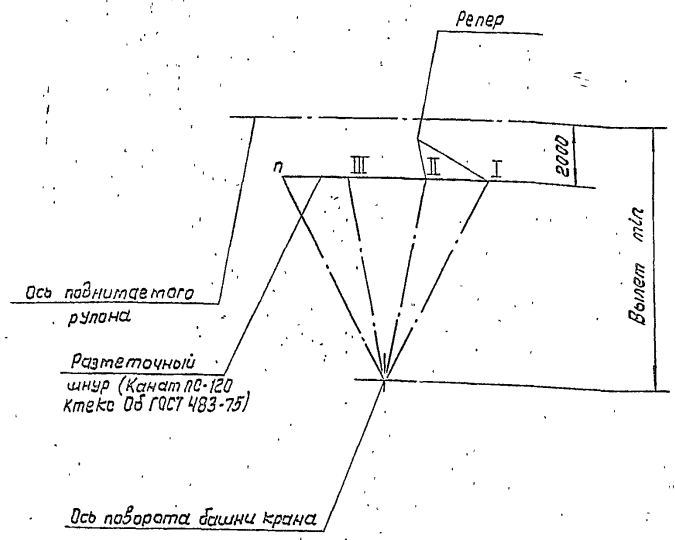 Репер
2000
n III II I
Вылет min
Ось поднимаемого
рулона
Разметочный
шнур (Канат ПС-120
ктекс Об ГОСТ 483-75)
Ось поворота башни крана